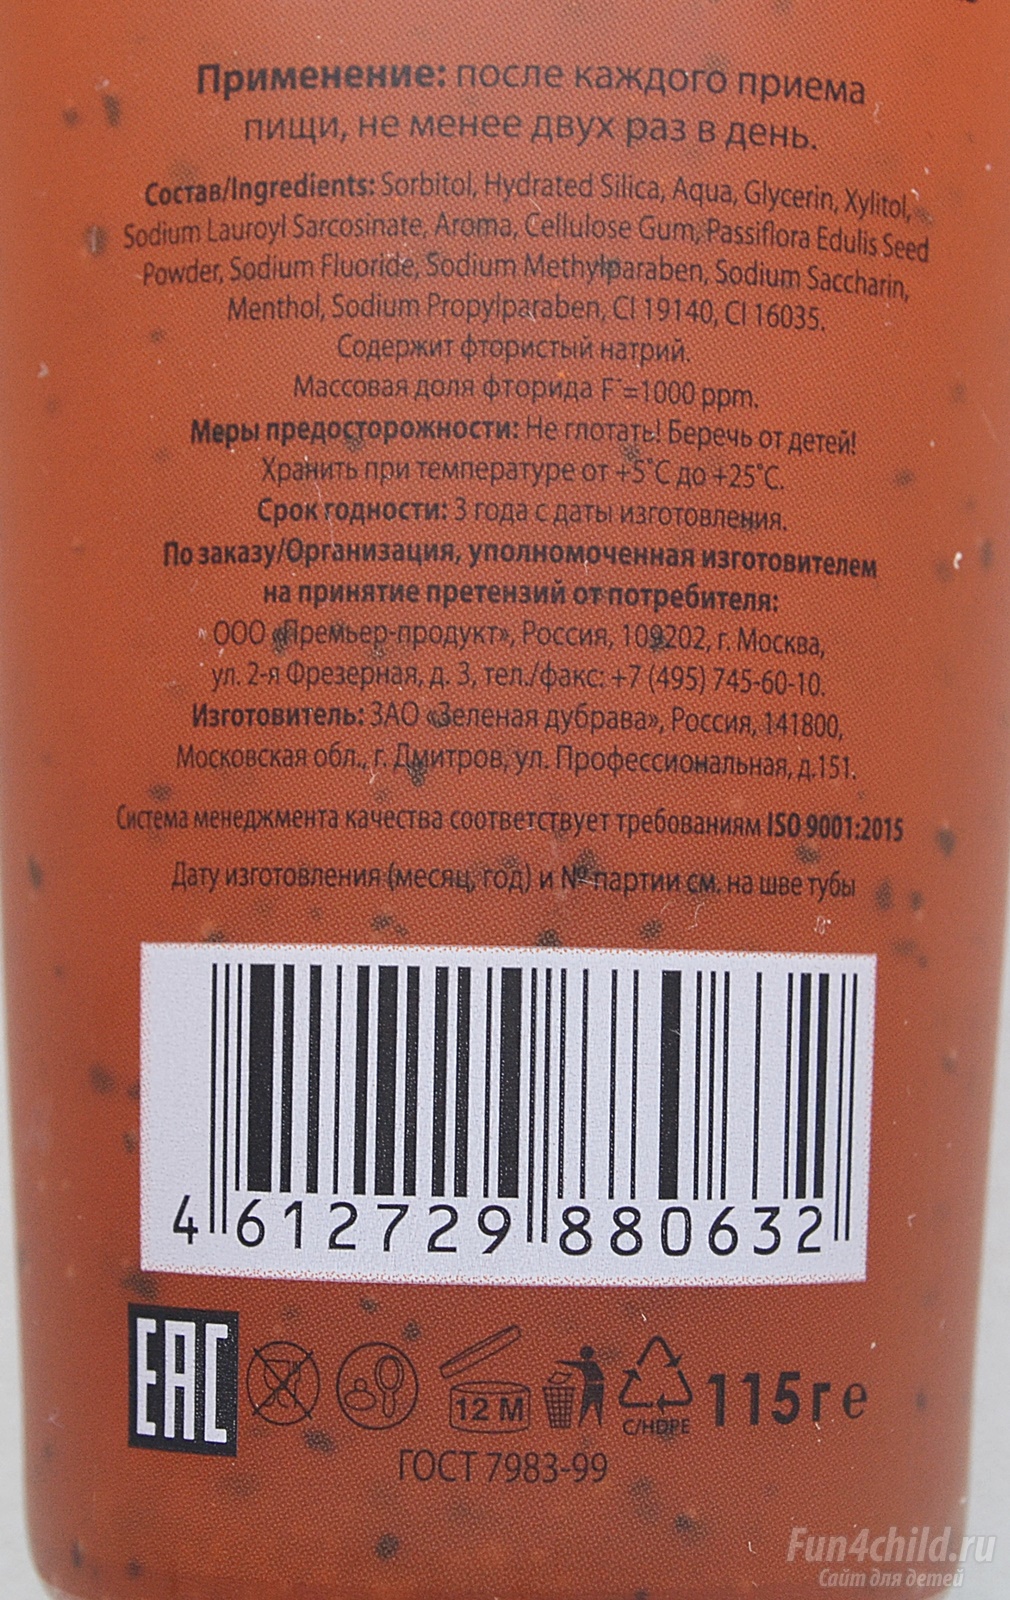 Применение: после каждого приема
пищи, не менее двух раз в день.
Состав/Ingredients: Sorbitol, Hydrated Silica, Aqua, Glycerin, Xylitol,
Sodium Lauroyl Sarcosinate, Aroma, Cellulose Gum, Passiflora Edulis Seed
Powder, Sodium Fluoride, Sodium Methylparaben, Sodium Saccharin,
Menthol, Sodium Propylparaben, CI 19140, CI 16035.
Содержит фтористый натрий.
Массовая доля фторида F⁻=1000 ppm.
Меры предосторожности: Не глотать! Беречь от детей!
Хранить при температуре от +5˚C до +25˚C.
Срок годности: 3 года с даты изготовления.
По заказу/Организация, уполномоченная изготовителем
на принятие претензий от потребителя:
ООО «Премьер-продукт», Россия, 109202, г. Москва,
ул. 2-я Фрезерная, д. 3, тел./факс: +7 (495) 745-60-10.
Изготовитель: ЗАО «Зеленая дубрава», Россия, 141800,
Московская обл., г. Дмитров, ул. Профессиональная, д.151.
Система менеджмента качества соответствует требованиям ISO 9001:2015
Дату изготовления (месяц, год) и № партии см. на шве тубы
4 612729 880632
EAC 12 M C/HDPE 115г e
ГОСТ 7983-99
Fun4child.ru
Сайт для детей